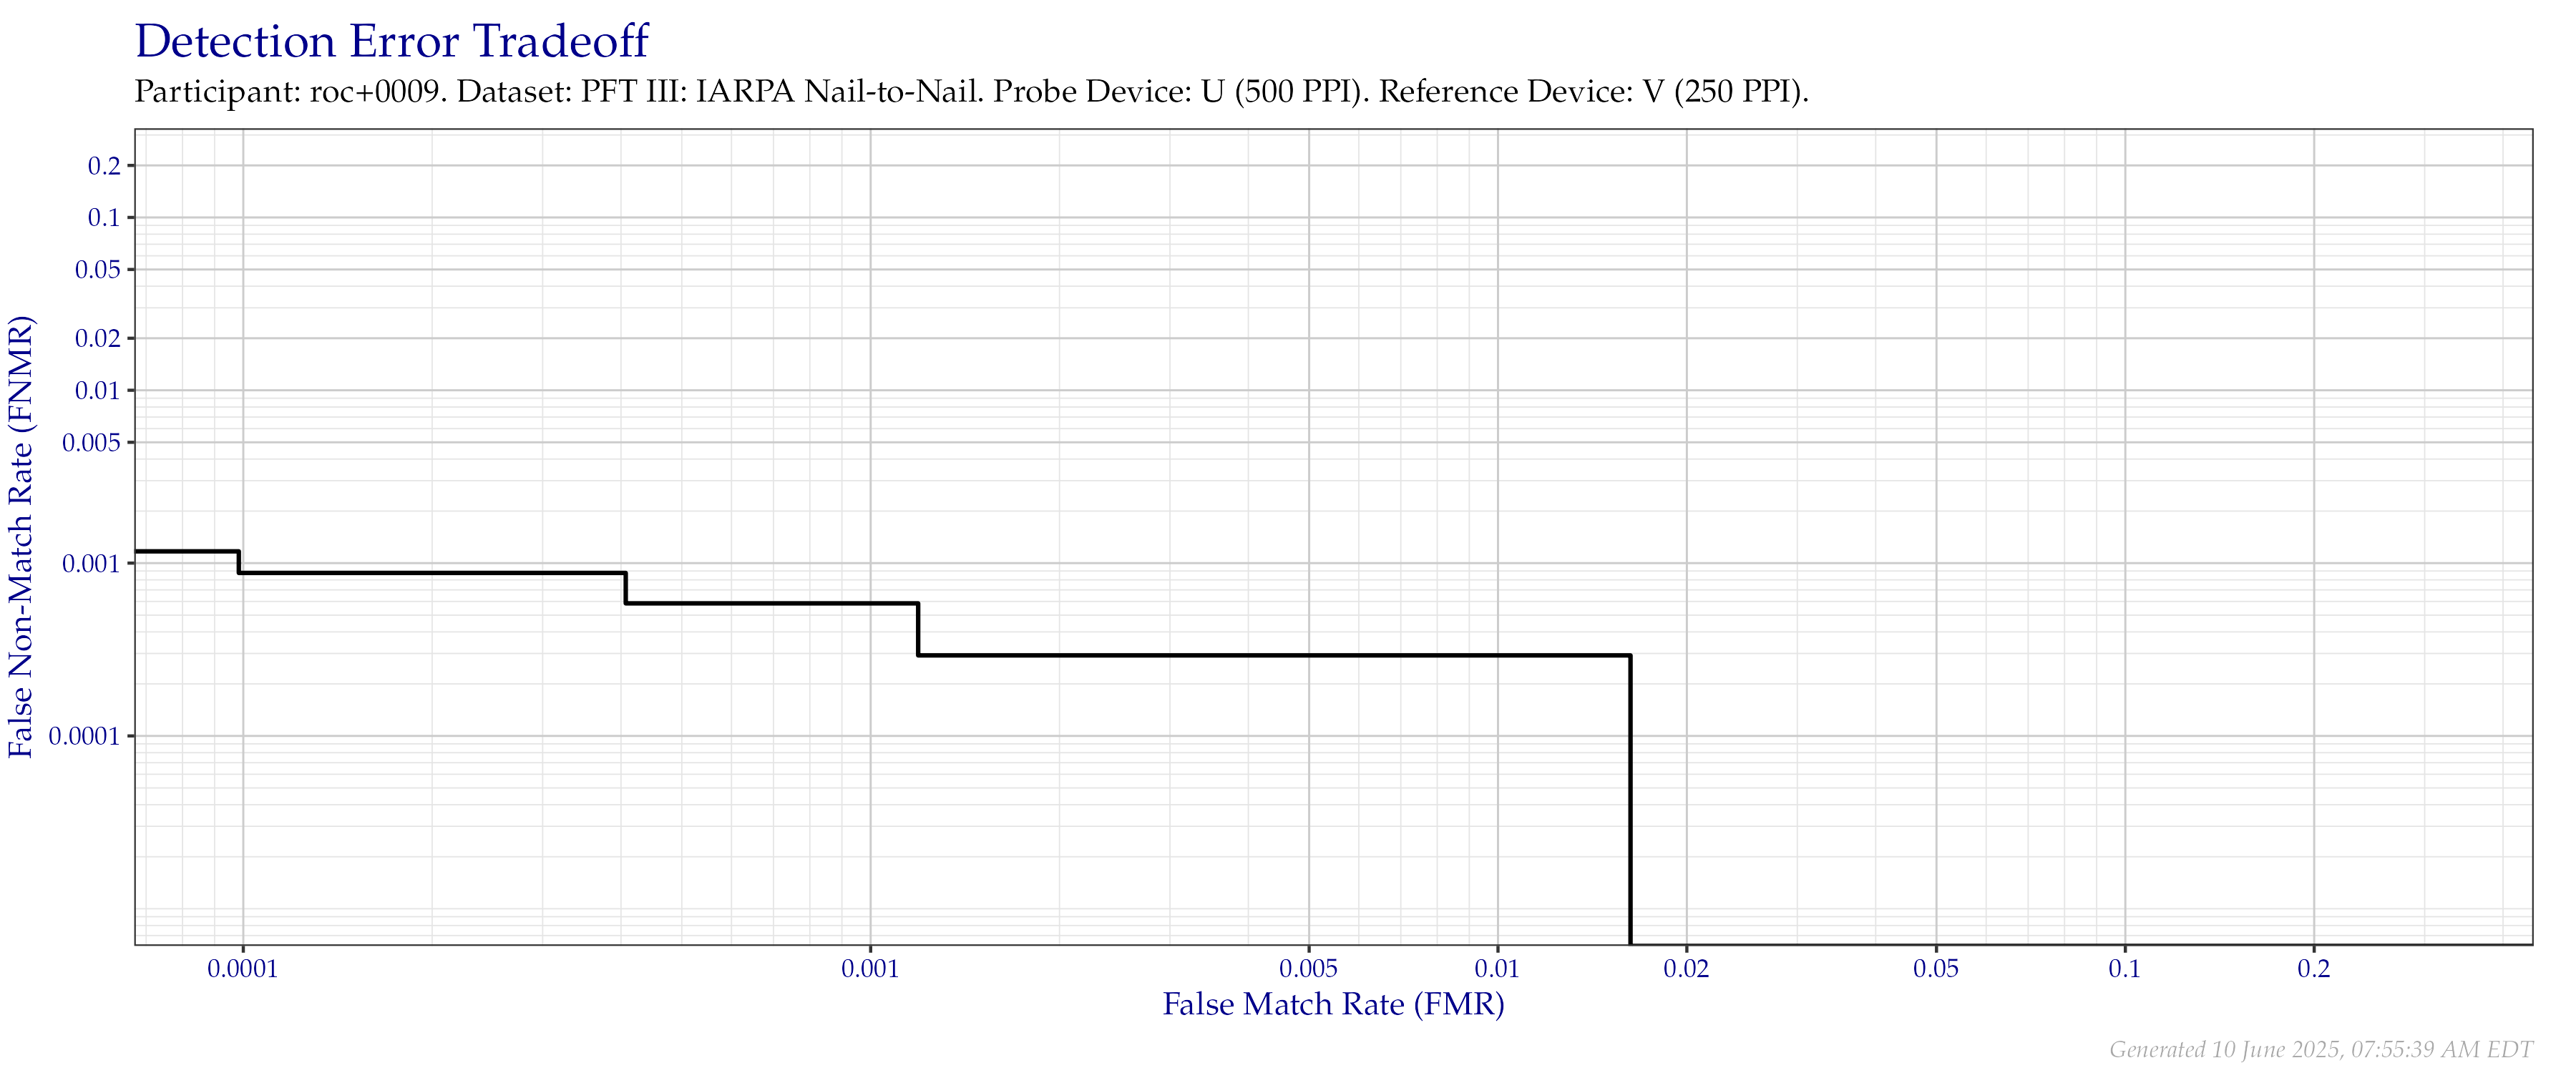 Detection Error Tradeoff
Participant: roc+0009. Dataset: PFT III: IARPA Nail-to-Nail. Probe Device: U (500 PPI). Reference Device: V (250 PPI).
False Non-Match Rate (FNMR)
0.2
0.1
0.05
0.02
0.01
0.005
0.001
0.0001
0.0001 0.001 0.005 0.01 0.02 0.05 0.1 0.2
False Match Rate (FMR)
Generated 10 June 2025, 07:55:39 AM EDT